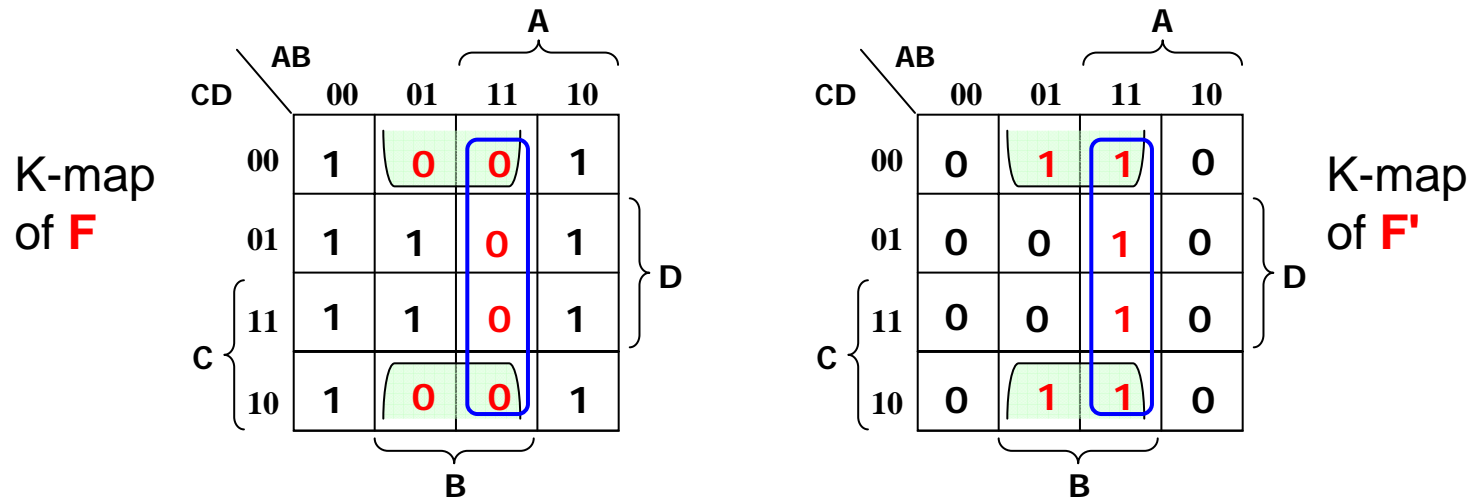 K-map
of F
A
AB
CD 00 01 11 10
00 1 0 0 1
01 1 1 0 1
D
11 1 1 0 1
C
10 1 0 0 1
B
A
AB
CD 00 01 11 10
00 0 1 1 0
01 0 0 1 0
D
11 0 0 1 0
C
10 0 1 1 0
B
K-map
of F'